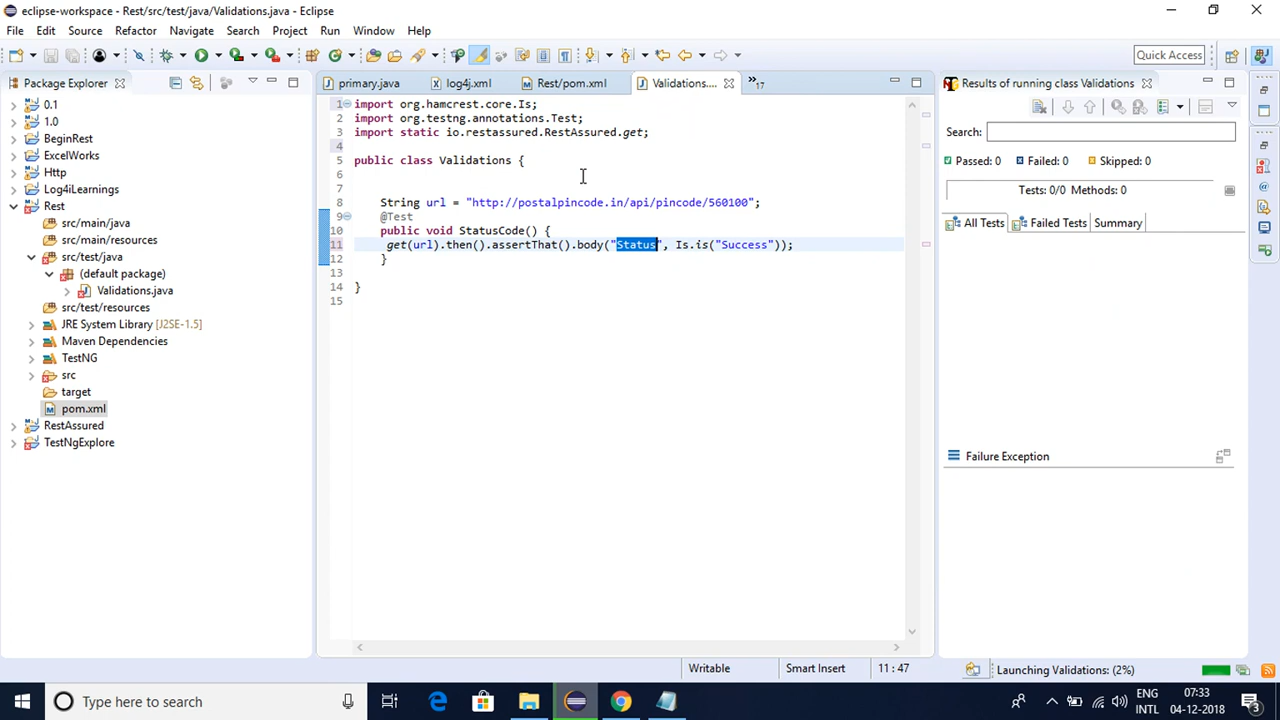 eclipse-workspace - Rest/src/test/java/Validations.java - Eclipse
File Edit Source Refactor Navigate Search Project Run Window Help
Quick Access
Package Explorer
0.1
1.0
BeginRest
ExcelWorks
Http
Log4iLearnings
Rest
src/main/java
src/main/resources
src/test/java
(default package)
Validations.java
src/test/resources
JRE System Library [J2SE-1.5]
Maven Dependencies
TestNG
src
target
pom.xml
RestAssured
TestNgExplore
primary.java log4j.xml Rest/pom.xml Validations.... »17
1 import org.hamcrest.core.Is;
2 import org.testng.annotations.Test;
3 import static io.restassured.RestAssured.get;
4
5 public class Validations {
6
7
8 String url = "http://postalpincode.in/api/pincode/560100";
9 @Test
10 public void StatusCode() {
11 get(url).then().assertThat().body("Status", Is.is("Success"));
12 }
13
14 }
15
Results of running class Validations
Search:
Passed: 0 Failed: 0 Skipped: 0
Tests: 0/0 Methods: 0
All Tests Failed Tests Summary
Failure Exception
Writable Smart Insert 11 : 47 Launching Validations: (2%)
Type here to search
ENG
INTL
07:33
04-12-2018
3